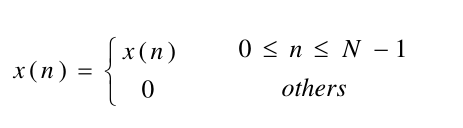 x(n) = { x(n) 0 ≤ n ≤ N − 1
0 others